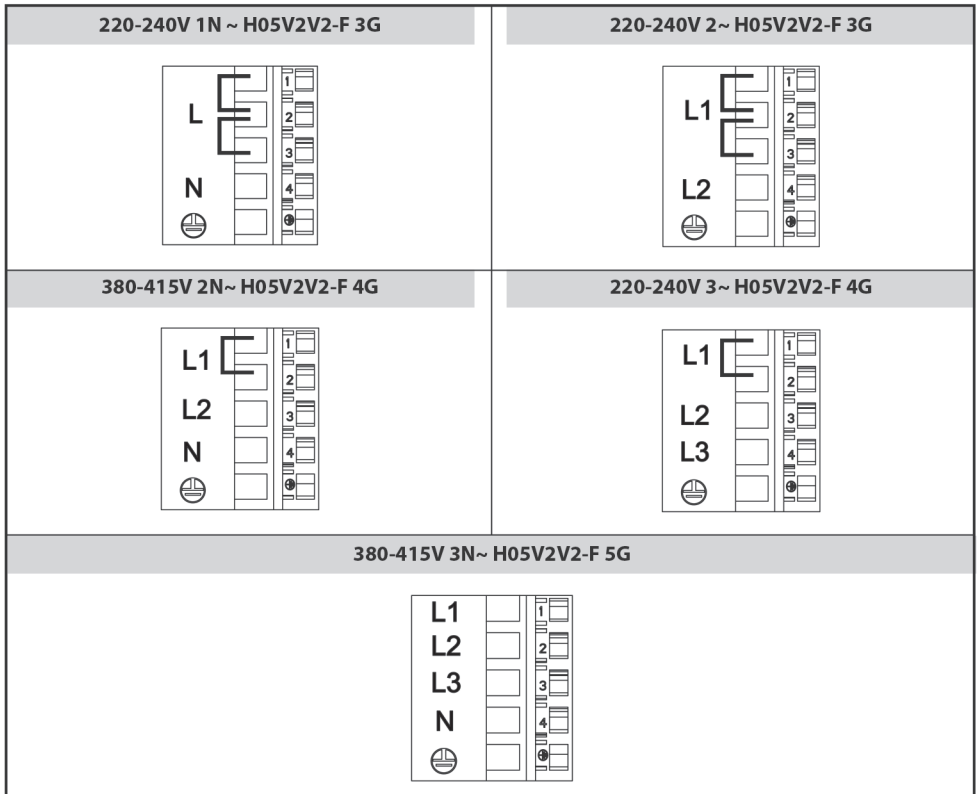 220-240V 1N ~ H05V2V2-F 3G
L
N
1
2
3
4
220-240V 2~ H05V2V2-F 3G
L1
L2
1
2
3
4
380-415V 2N~ H05V2V2-F 4G
L1
L2
N
1
2
3
4
220-240V 3~ H05V2V2-F 4G
L1
L2
L3
1
2
3
4
380-415V 3N~ H05V2V2-F 5G
L1
L2
L3
N
1
2
3
4